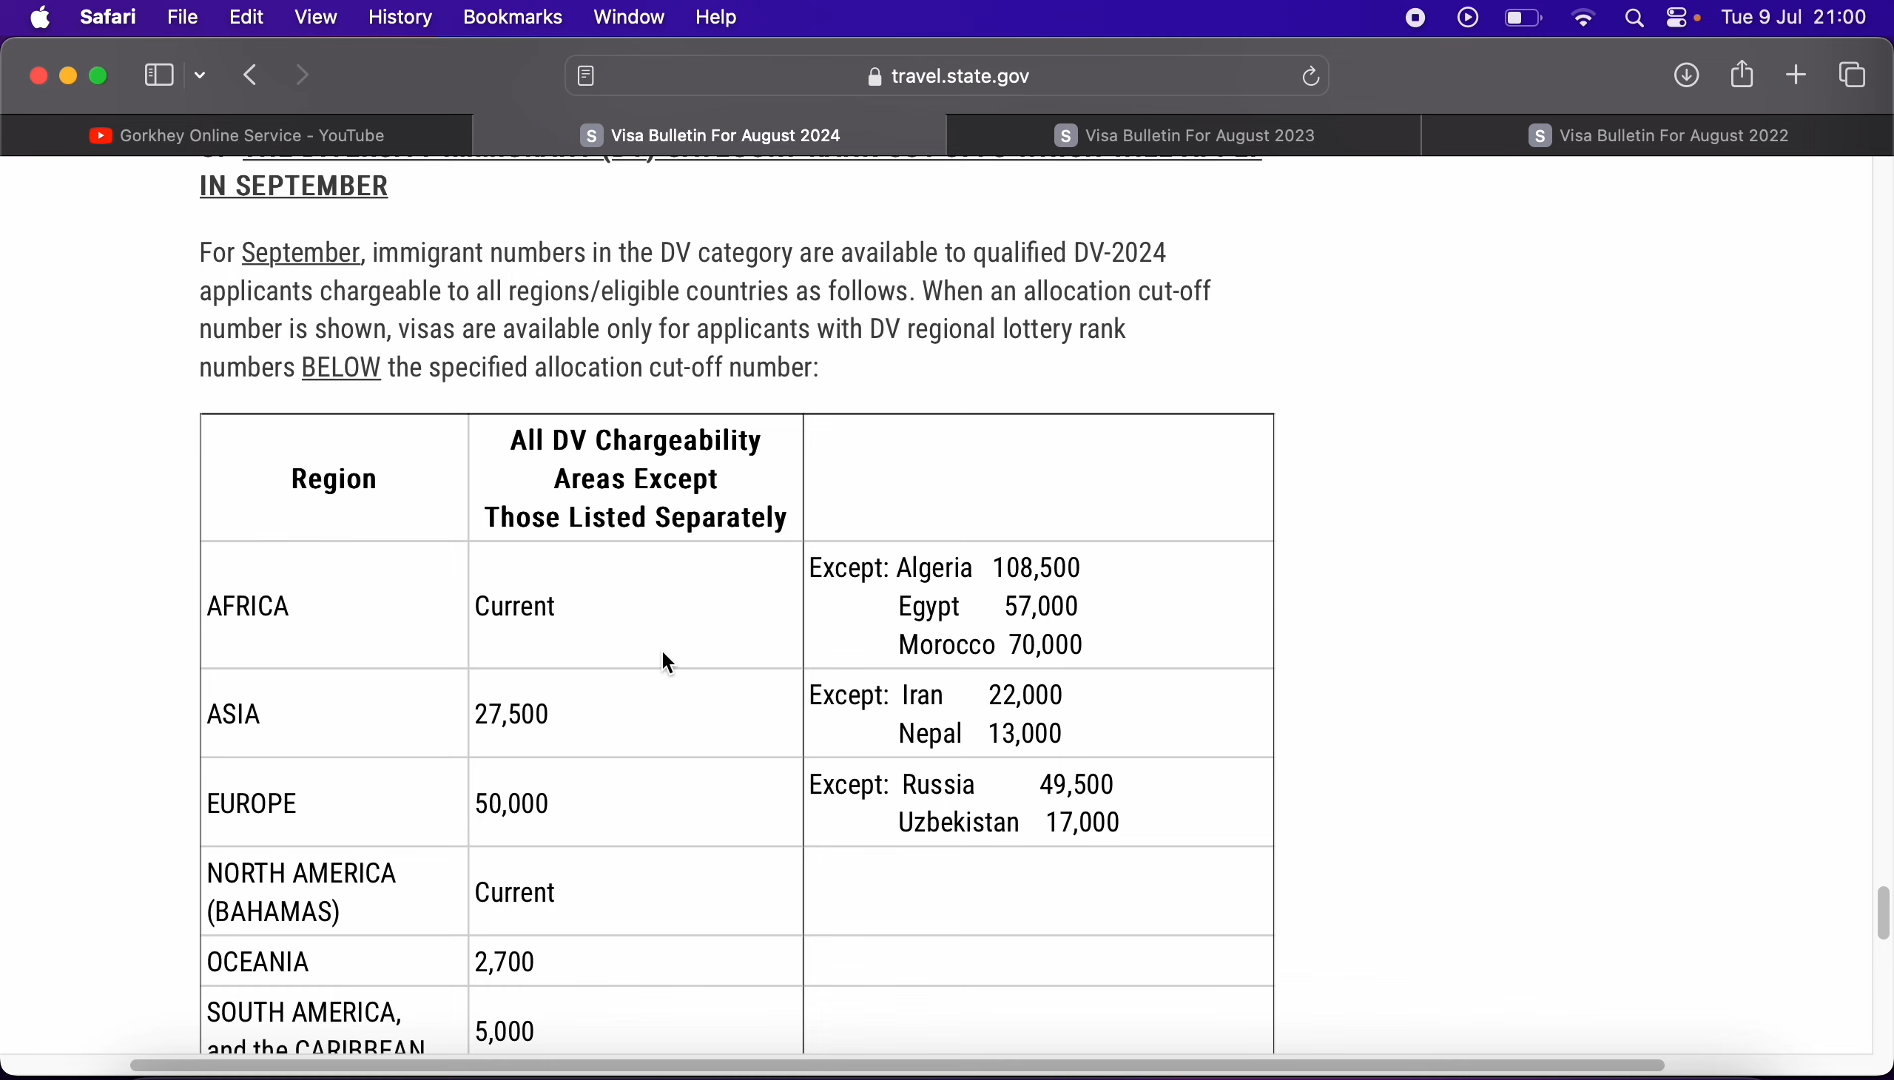 Safari File Edit View History Bookmarks Window Help Tue 9 Jul 21:00
travel.state.gov
Gorkhey Online Service - YouTube
S Visa Bulletin For August 2024
S Visa Bulletin For August 2023
S Visa Bulletin For August 2022
IN SEPTEMBER
For September, immigrant numbers in the DV category are available to qualified DV-2024
applicants chargeable to all regions/eligible countries as follows. When an allocation cut-off
number is shown, visas are available only for applicants with DV regional lottery rank
numbers BELOW the specified allocation cut-off number:
Region
All DV Chargeability
Areas Except
Those Listed Separately
AFRICA
Current
Except: Algeria 108,500
Egypt 57,000
Morocco 70,000
ASIA
27,500
Except: Iran 22,000
Nepal 13,000
EUROPE
50,000
Except: Russia 49,500
Uzbekistan 17,000
NORTH AMERICA
(BAHAMAS)
Current
OCEANIA
2,700
SOUTH AMERICA,
and the CARIBBEAN
5,000